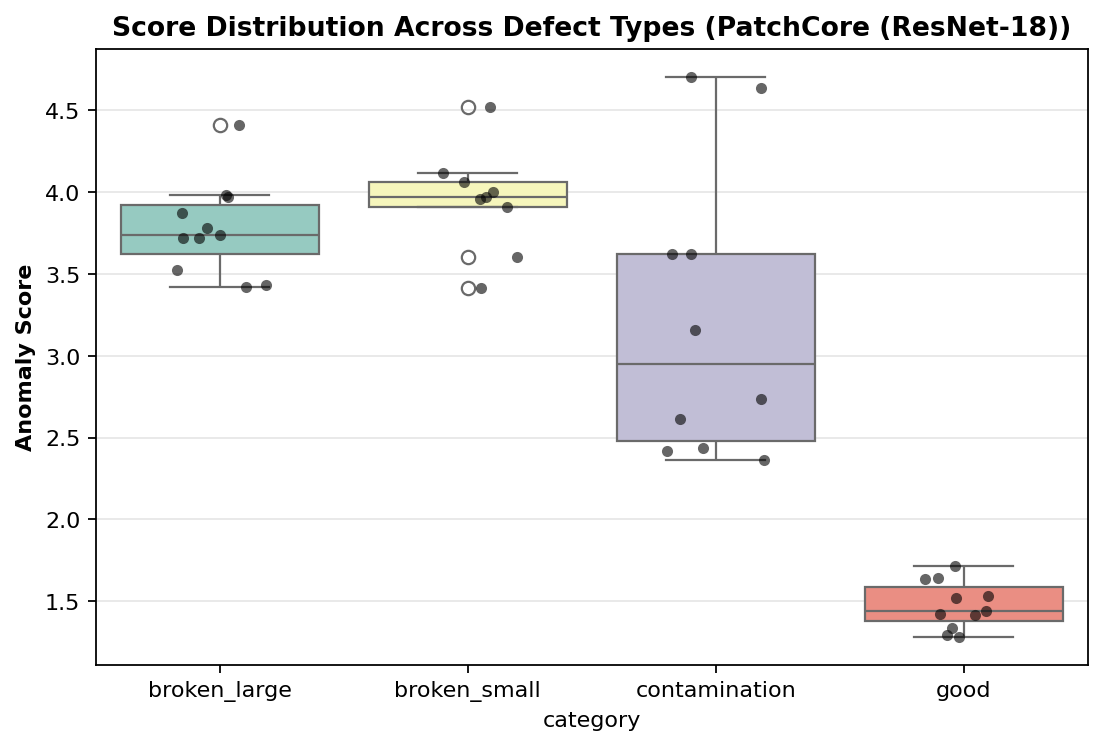 Score Distribution Across Defect Types (PatchCore (ResNet-18))
Anomaly Score
4.5
4.0
3.5
3.0
2.5
2.0
1.5
broken_large
broken_small
contamination
good
category